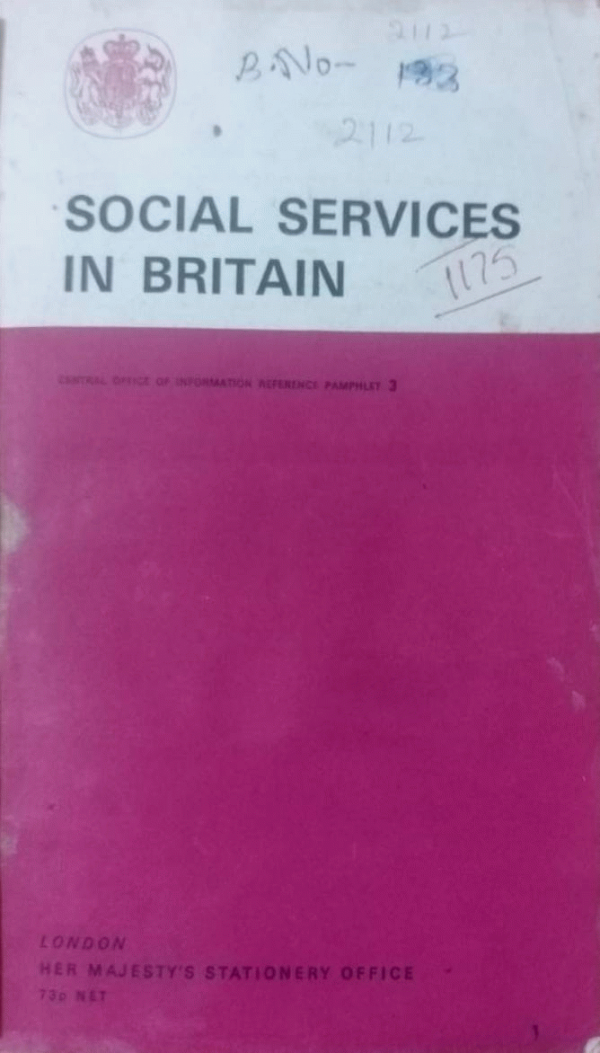 2112
B.No- 133
2112
SOCIAL SERVICES
IN BRITAIN
1175
CENTRAL OFFICE OF INFORMATION REFERENCE PAMPHLET 3
LONDON
HER MAJESTY'S STATIONERY OFFICE
73p NET